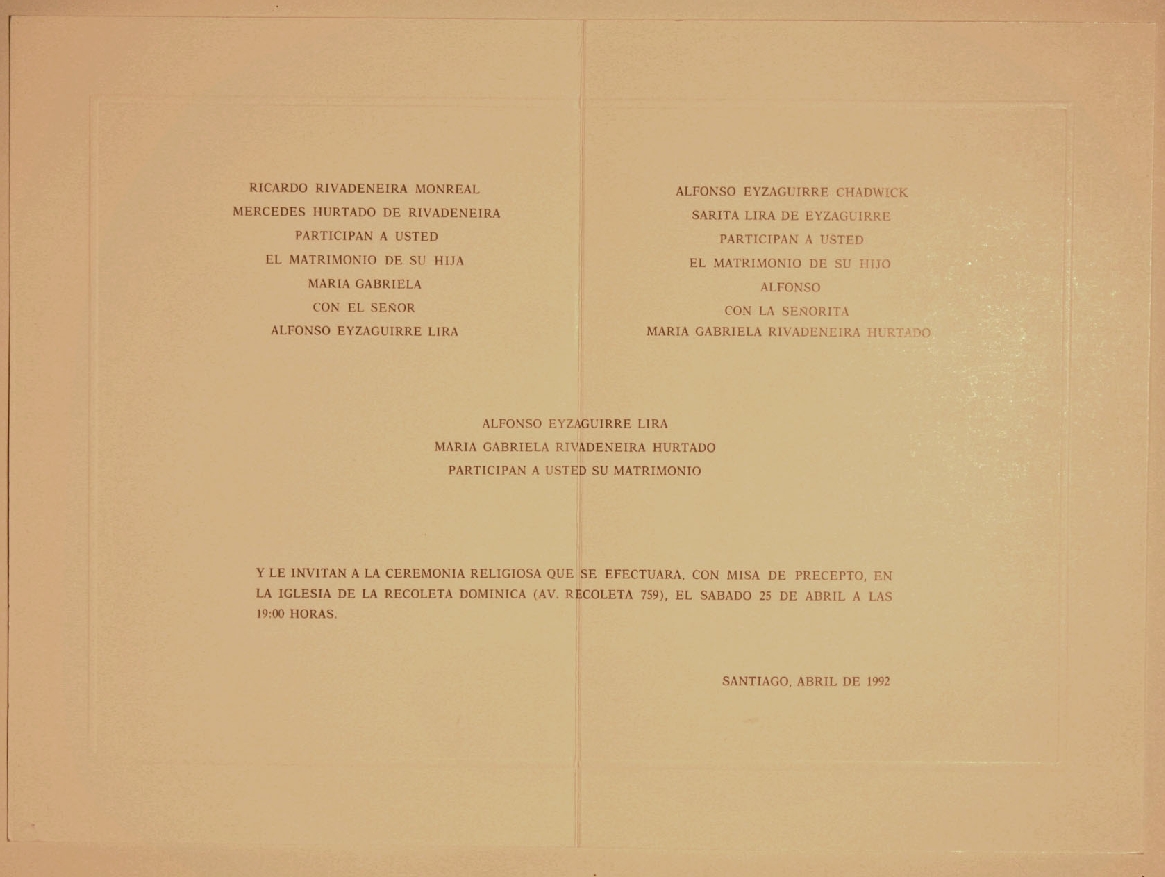 RICARDO RIVADENEIRA MONREAL
MERCEDES HURTADO DE RIVADENEIRA
PARTICIPAN A USTED
EL MATRIMONIO DE SU HIJA
MARIA GABRIELA
CON EL SEÑOR
ALFONSO EYZAGUIRRE LIRA
ALFONSO EYZAGUIRRE CHADWICK
SARITA LIRA DE EYZAGUIRRE
PARTICIPAN A USTED
EL MATRIMONIO DE SU HIJO
ALFONSO
CON LA SEÑORITA
MARIA GABRIELA RIVADENEIRA HURTADO
ALFONSO EYZAGUIRRE LIRA
MARIA GABRIELA RIVADENEIRA HURTADO
PARTICIPAN A USTED SU MATRIMONIO
Y LE INVITAN A LA CEREMONIA RELIGIOSA QUE SE EFECTUARA, CON MISA DE PRECEPTO, EN
LA IGLESIA DE LA RECOLETA DOMINICA (AV. RECOLETA 759), EL SABADO 25 DE ABRIL A LAS
19:00 HORAS.
SANTIAGO, ABRIL DE 1992